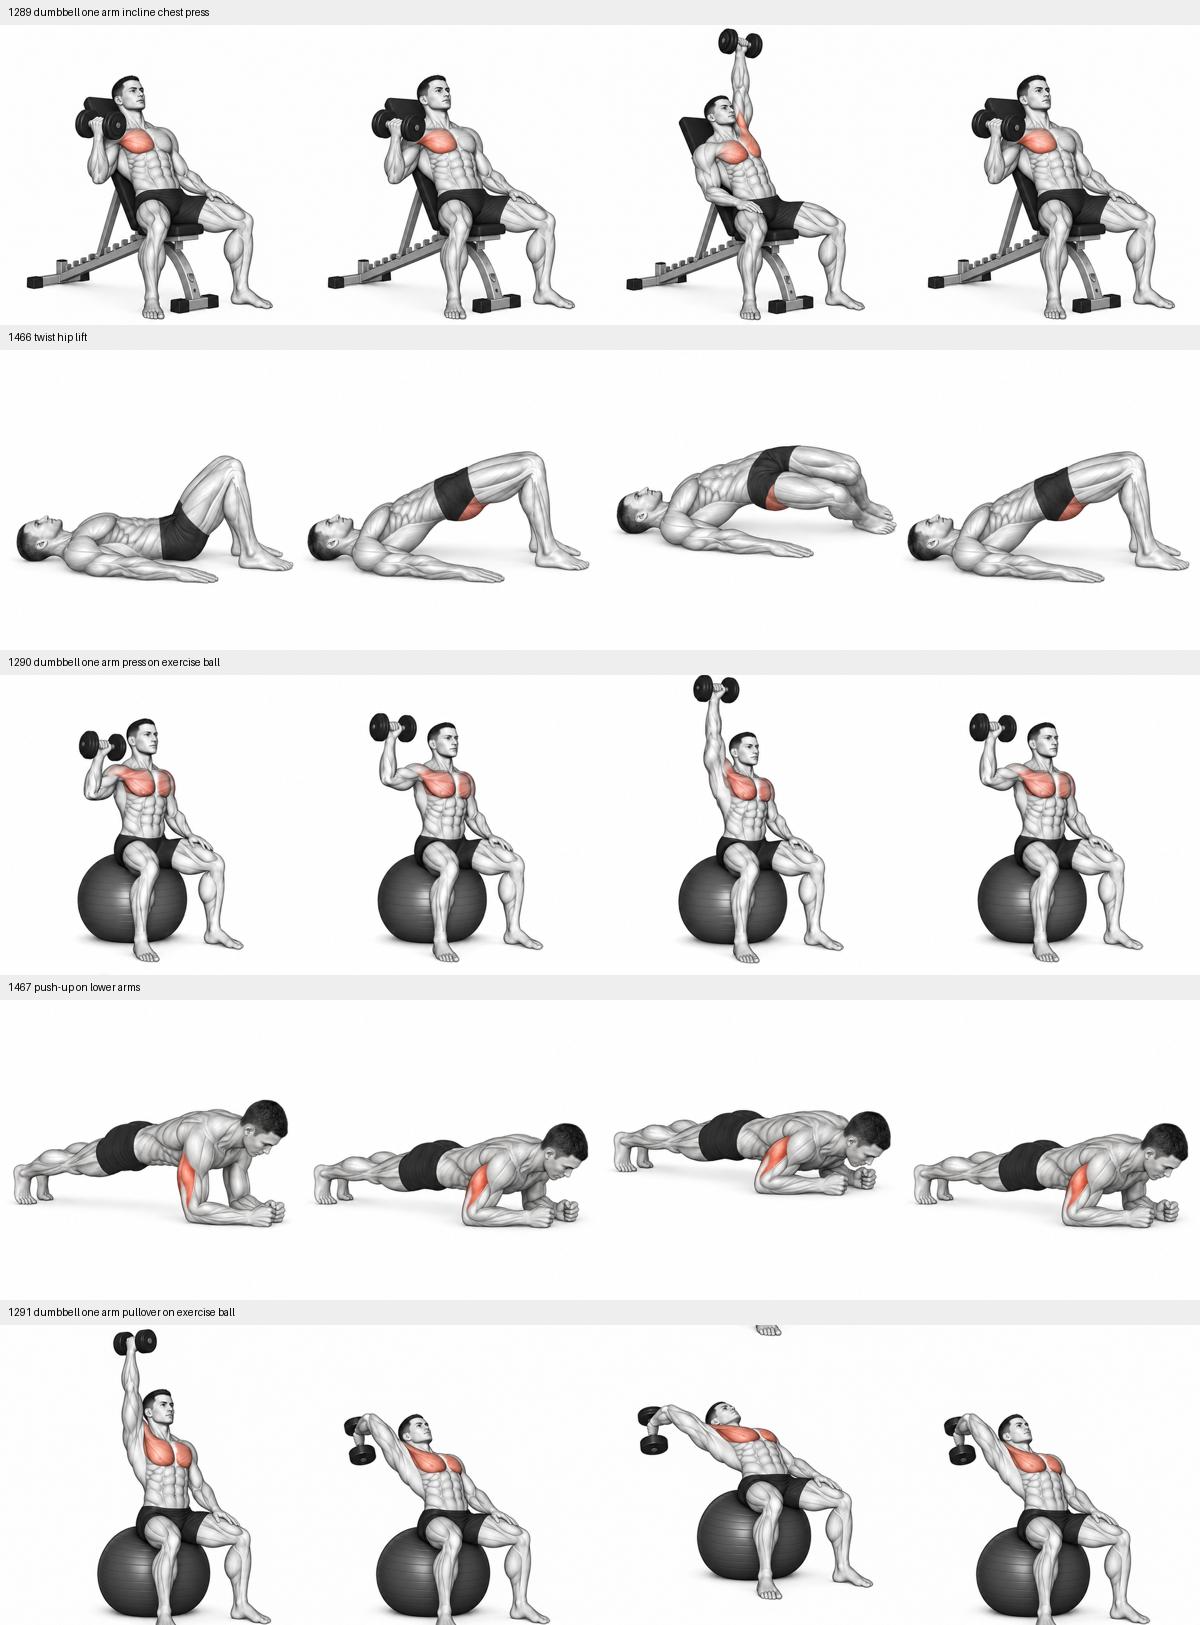 1289 dumbbell one arm incline chest press
1466 twist hip lift
1290 dumbbell one arm press on exercise ball
1467 push-up on lower arms
1291 dumbbell one arm pullover on exercise ball